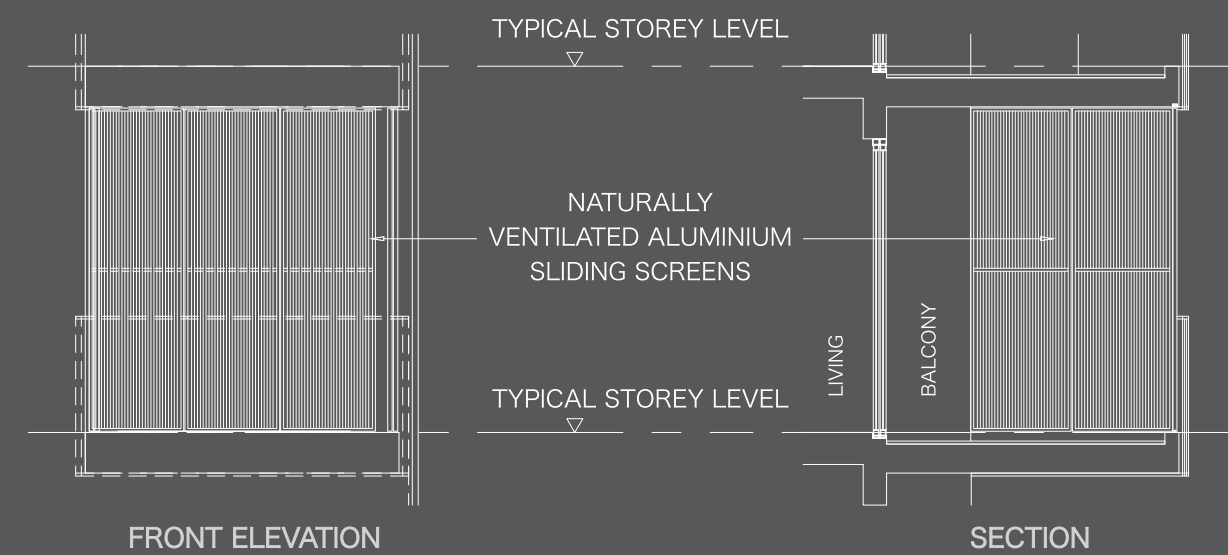 TYPICAL STOREY LEVEL
NATURALLY
VENTILATED ALUMINIUM
SLIDING SCREENS
LIVING
BALCONY
TYPICAL STOREY LEVEL
FRONT ELEVATION
SECTION